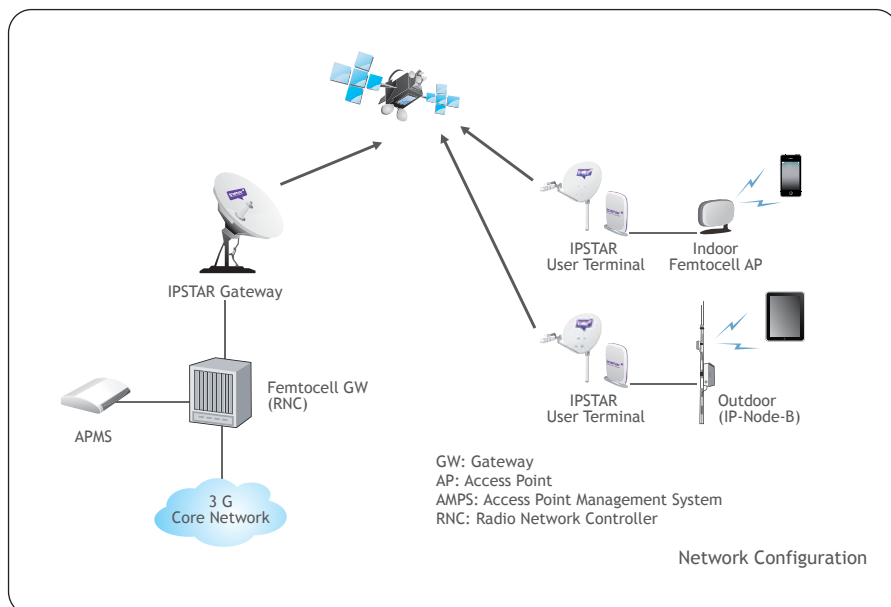 IPSTAR Gateway
IPSTAR
User Terminal
Indoor
Femtocell AP
Femtocell GW
(RNC)
APMS
IPSTAR
User Terminal
Outdoor
(IP-Node-B)
3 G
Core Network
GW: Gateway
AP: Access Point
AMPS: Access Point Management System
RNC: Radio Network Controller
Network Configuration